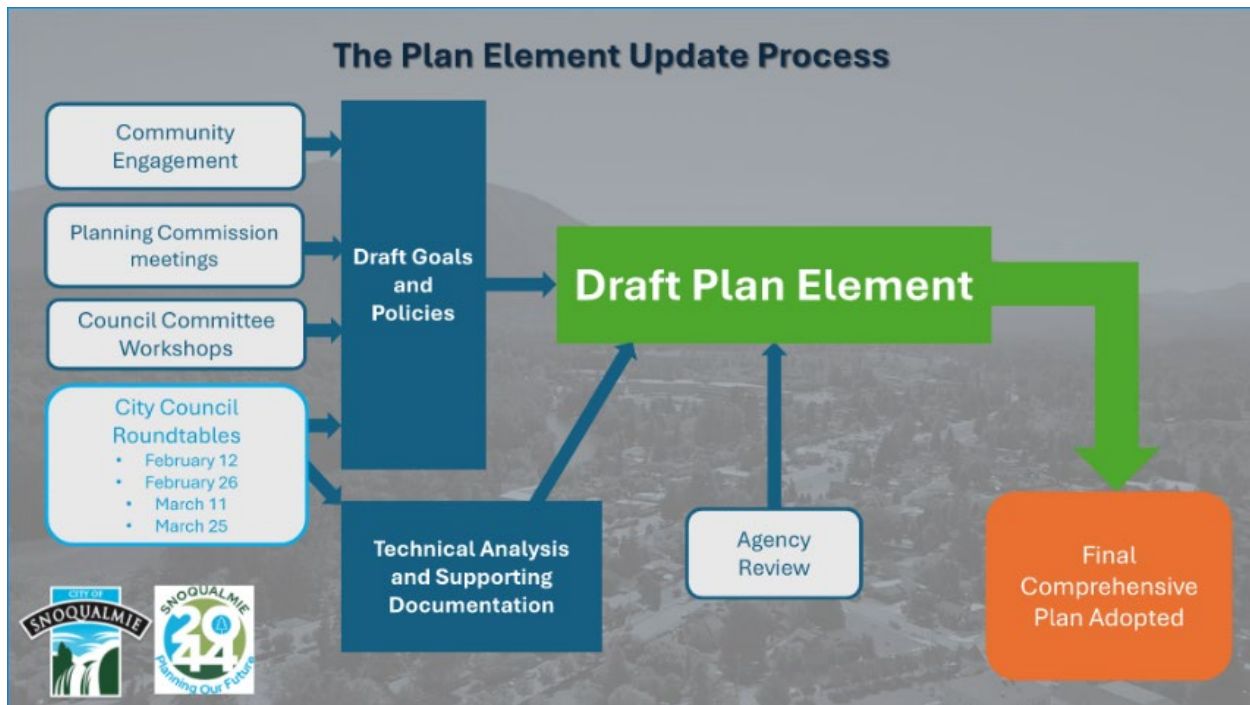 The Plan Element Update Process
Community
Engagement
Planning Commission
meetings
Council Committee
Workshops
City Council
Roundtables
• February 12
• February 26
• March 11
• March 25
Draft Goals
and
Policies
Technical Analysis
and Supporting
Documentation
Draft Plan Element
Agency
Review
Final
Comprehensive
Plan Adopted
CITY OF
SNOQUALMIE
SNOQUALMIE
20
44
Planning Our Future